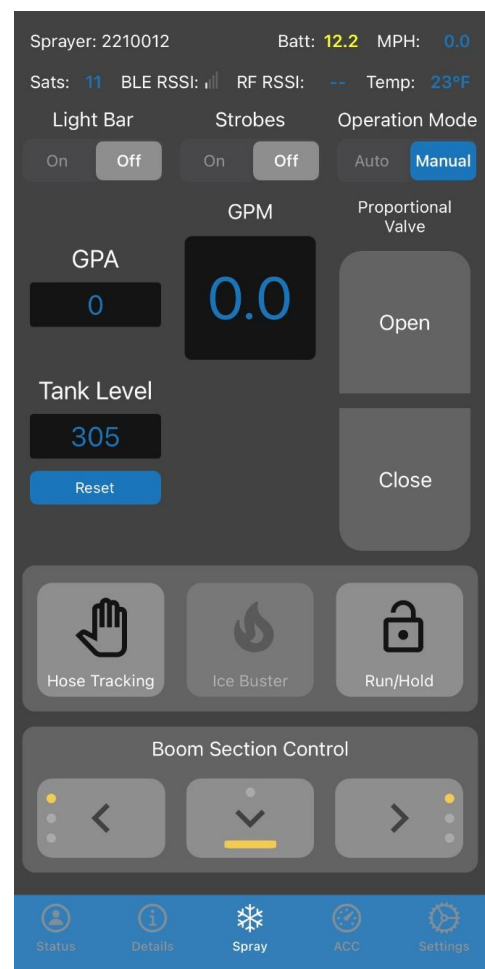 Sprayer: 2210012 Batt: 12.2 MPH: 0.0
Sats: 11 BLE RSSI: RF RSSI: -- Temp: 23°F
Light Bar Strobes Operation Mode
On Off On Off Auto Manual
GPM
Proportional
Valve
GPA
0
0.0
Open
Tank Level
305
Reset
Close
Hose Tracking Ice Buster Run/Hold
Boom Section Control
Status Details Spray ACC Settings